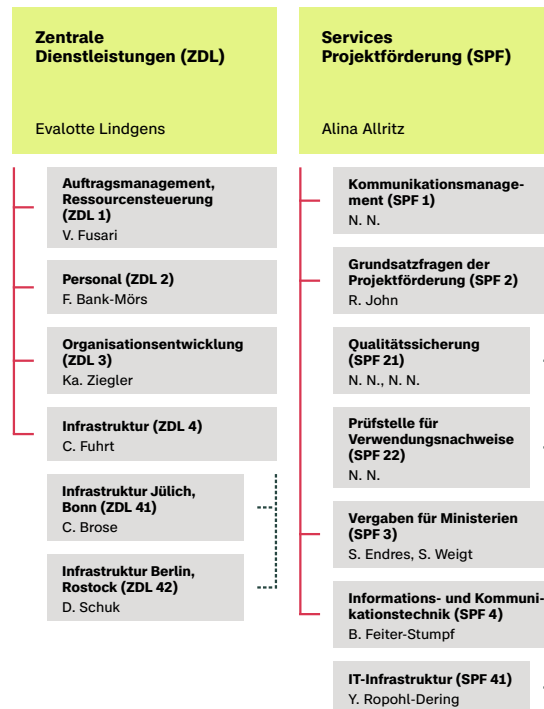 Zentrale
Dienstleistungen (ZDL)
Evalotte Lindgens
Auftragsmanagement,
Ressourcensteuerung
(ZDL 1)
V. Fusari
Personal (ZDL 2)
F. Bank-Mörs
Organisationsentwicklung
(ZDL 3)
Ka. Ziegler
Infrastruktur (ZDL 4)
C. Fuhrt
Infrastruktur Jülich,
Bonn (ZDL 41)
C. Brose
Infrastruktur Berlin,
Rostock (ZDL 42)
D. Schuk
Services
Projektförderung (SPF)
Alina Allritz
Kommunikationsmanage-
ment (SPF 1)
N. N.
Grundsatzfragen der
Projektförderung (SPF 2)
R. John
Qualitätssicherung
(SPF 21)
N. N., N. N.
Prüfstelle für
Verwendungsnachweise
(SPF 22)
N. N.
Vergaben für Ministerien
(SPF 3)
S. Endres, S. Weigt
Informations- und Kommuni-
kationstechnik (SPF 4)
B. Feiter-Stumpf
IT-Infrastruktur (SPF 41)
Y. Ropohl-Dering